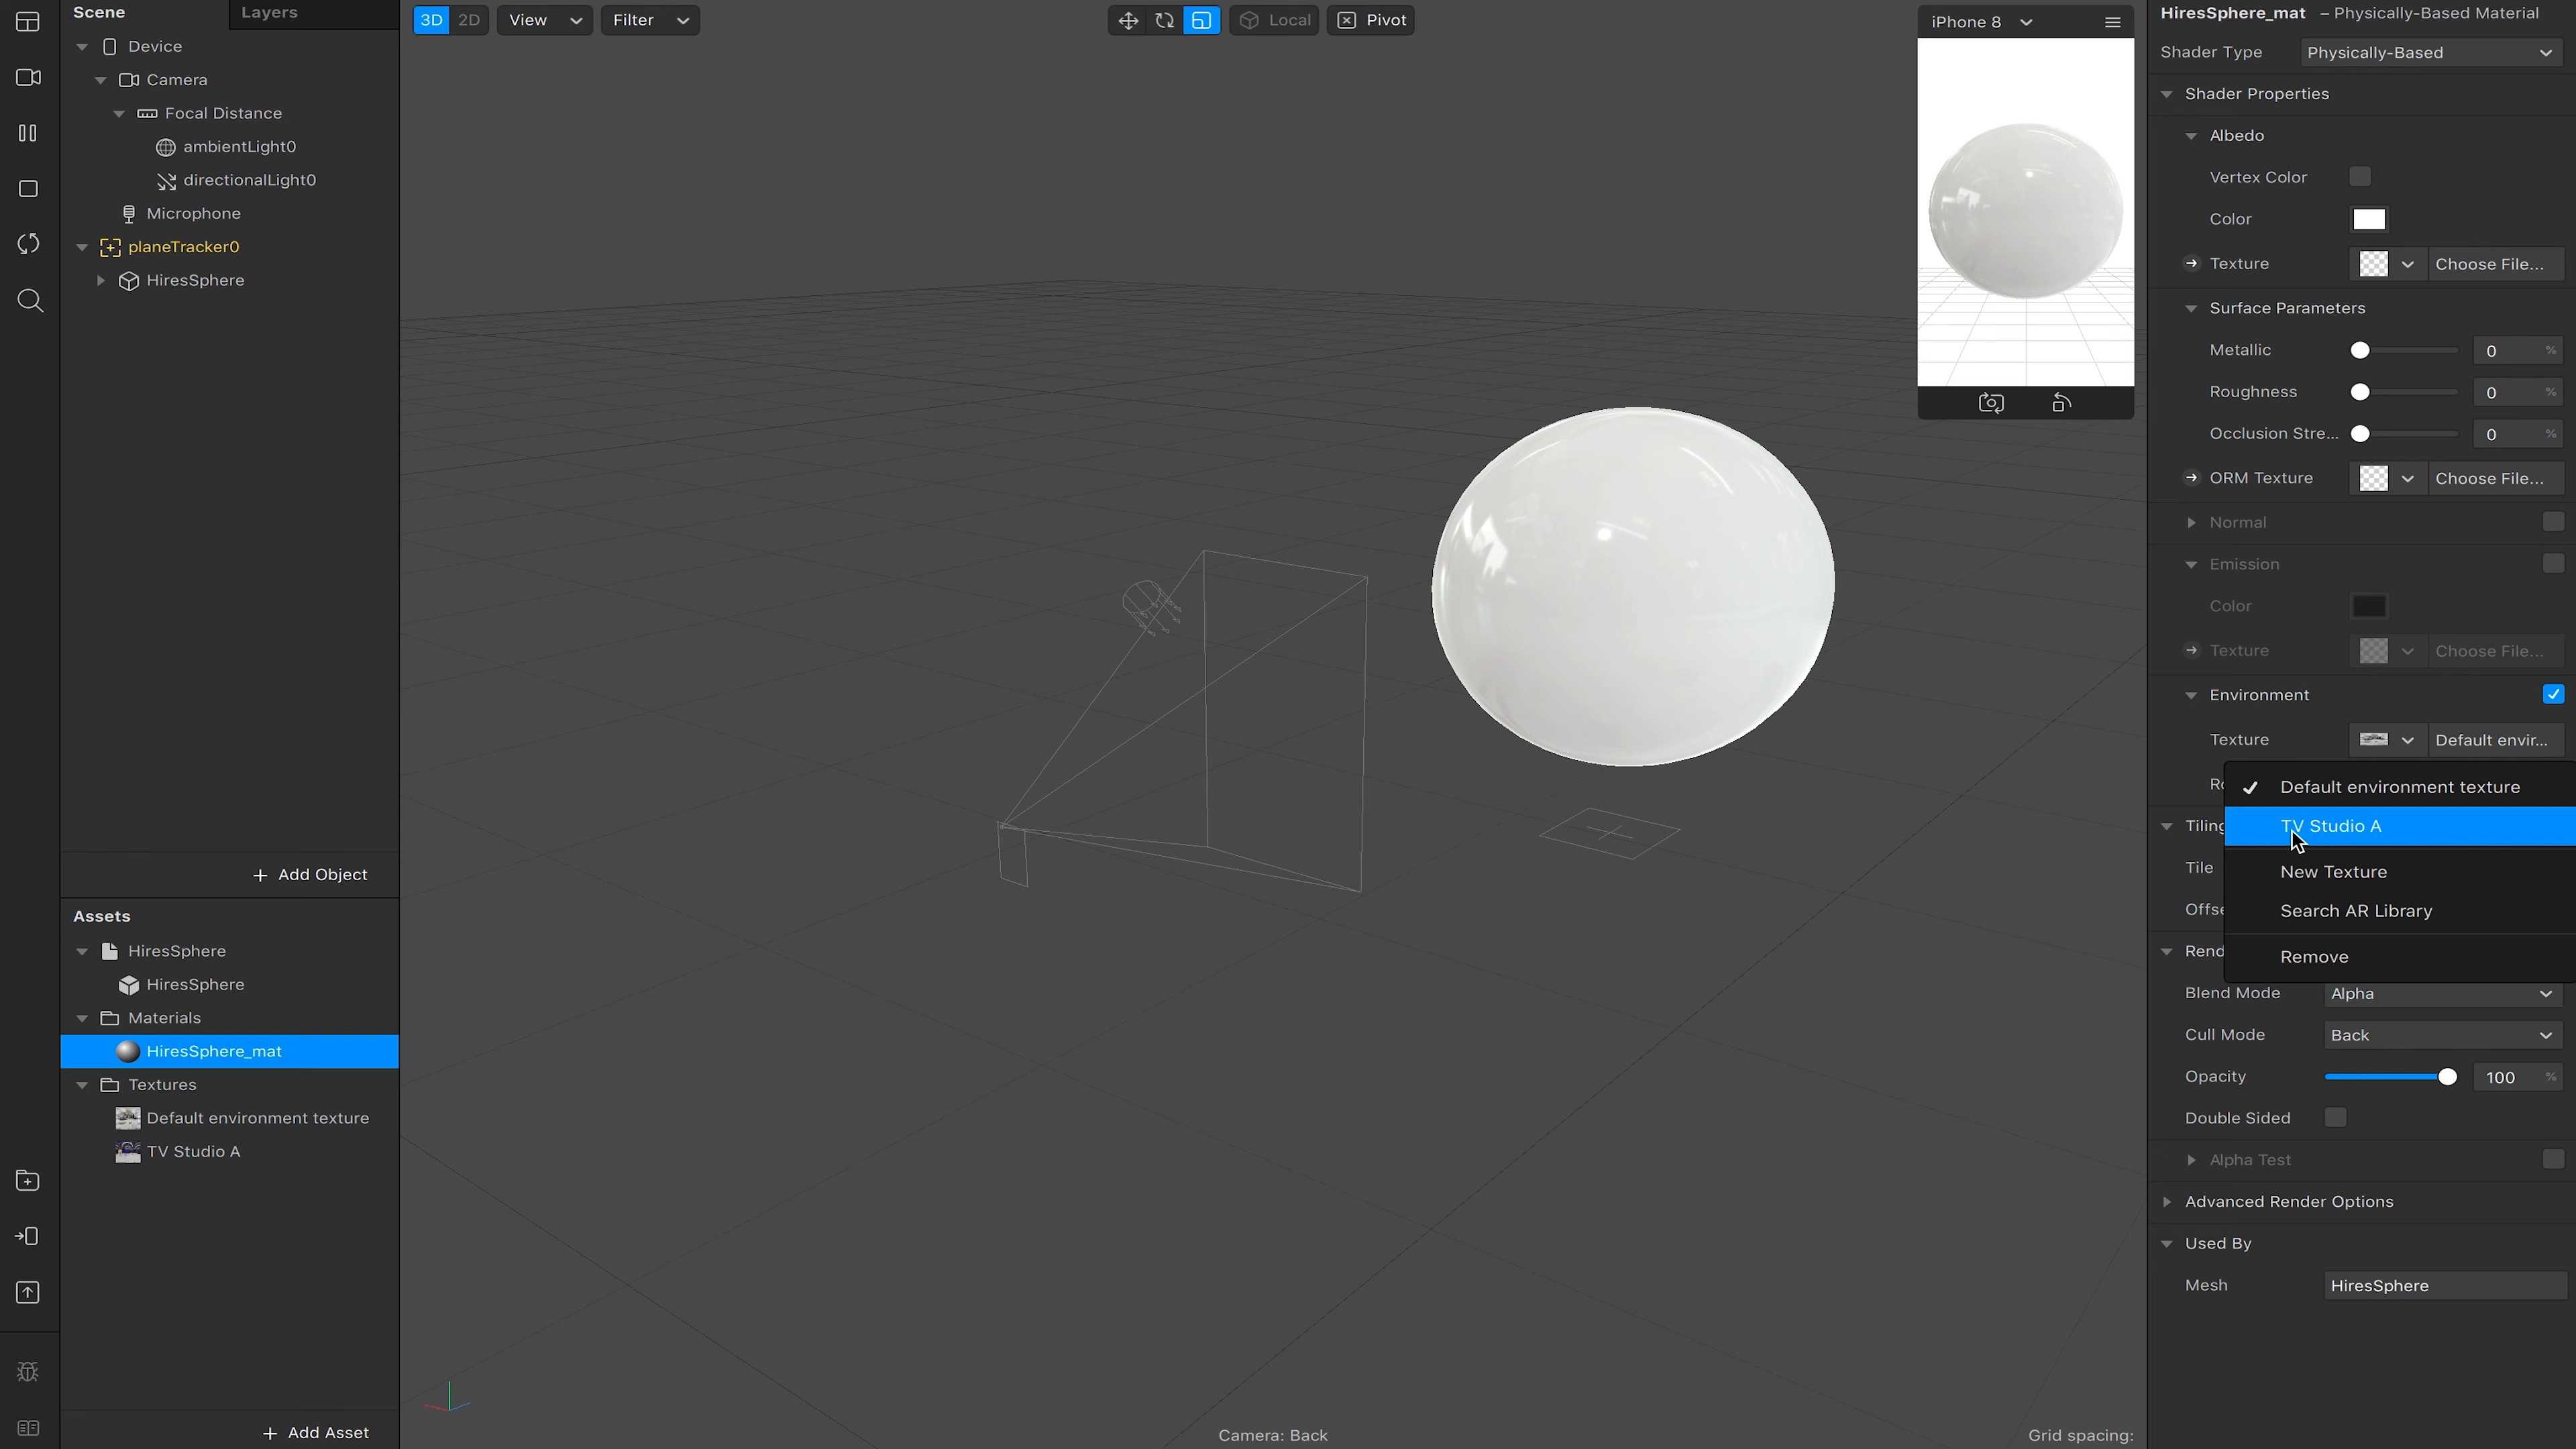 Scene
Layers
Device
Camera
Focal Distance
ambientLight0
directionalLight0
Microphone
planeTracker0
HiresSphere
+ Add Object
Assets
HiresSphere
HiresSphere
Materials
HiresSphere_mat
Textures
Default environment texture
TV Studio A
+ Add Asset
3D 2D View Filter
Local Pivot
iPhone 8
Camera: Back
Grid spacing:
HiresSphere_mat – Physically-Based Material
Shader Type Physically-Based
Shader Properties
Albedo
Vertex Color
Color
Texture Choose File...
Surface Parameters
Metallic 0 %
Roughness 0 %
Occlusion Stre... 0 %
ORM Texture Choose File...
Normal
Emission
Color
Texture Choose File...
Environment
Texture Default envir...
Default environment texture
TV Studio A
New Texture
Search AR Library
Remove
Tiling
Tile
Offse
Rend
Blend Mode Alpha
Cull Mode Back
Opacity 100 %
Double Sided
Alpha Test
Advanced Render Options
Used By
Mesh HiresSphere